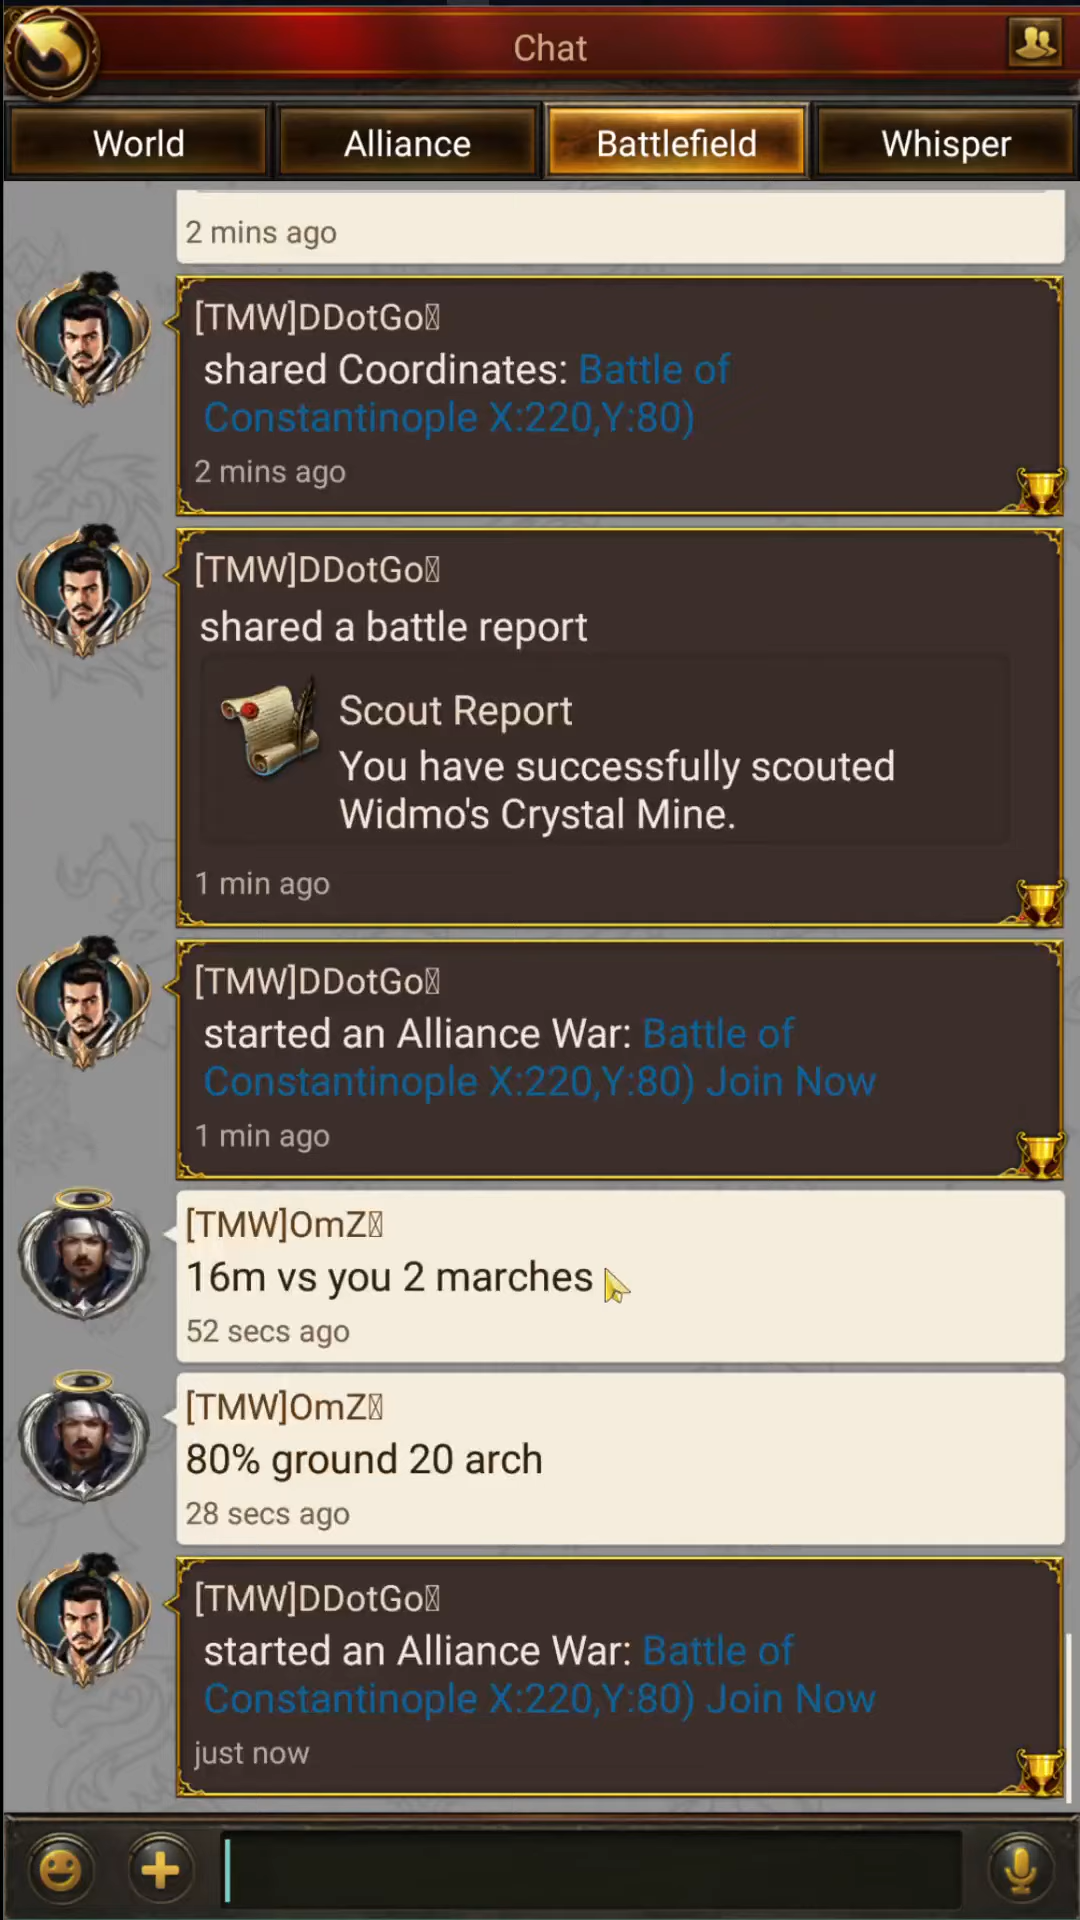 Chat
World
Alliance
Battlefield
Whisper
2 mins ago
[TMW]DDotGo
shared Coordinates: Battle of
Constantinople X:220,Y:80)
2 mins ago
[TMW]DDotGo
shared a battle report
Scout Report
You have successfully scouted
Widmo's Crystal Mine.
1 min ago
[TMW]DDotGo
started an Alliance War: Battle of
Constantinople X:220,Y:80) Join Now
1 min ago
[TMW]OmZ
16m vs you 2 marches
52 secs ago
[TMW]OmZ
80% ground 20 arch
28 secs ago
[TMW]DDotGo
started an Alliance War: Battle of
Constantinople X:220,Y:80) Join Now
just now